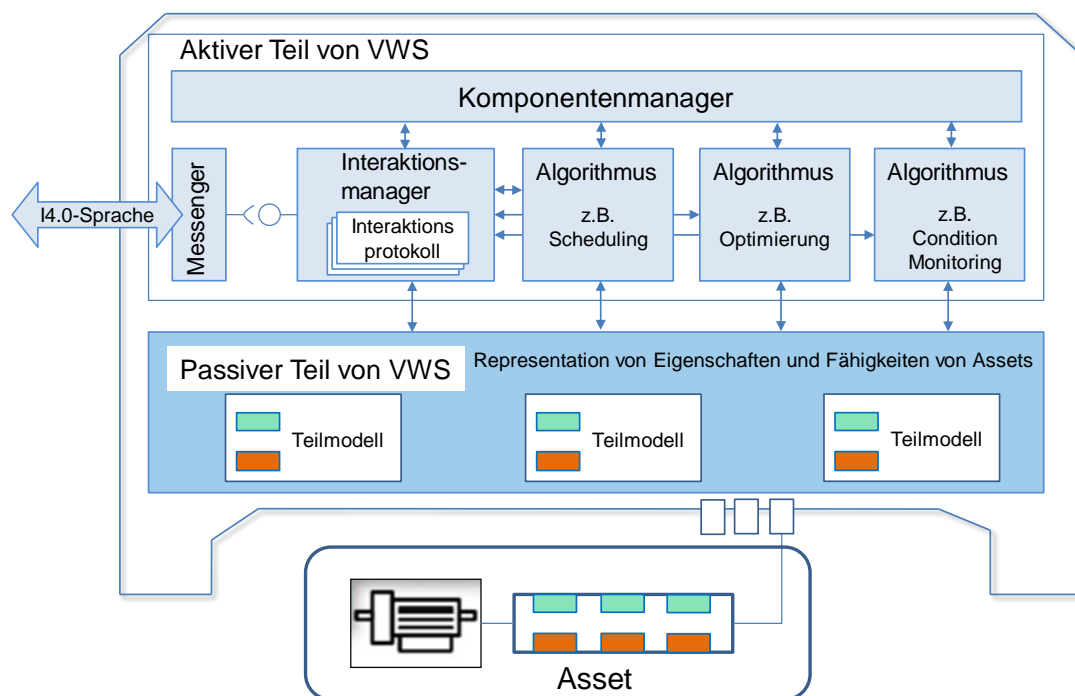 Aktiver Teil von VWS
Komponentenmanager
I4.0-Sprache
Messenger
Interaktions-
manager
Interaktions
protokoll
Algorithmus
z.B.
Scheduling
Algorithmus
z.B.
Optimierung
Algorithmus
z.B.
Condition
Monitoring
Passiver Teil von VWS
Representation von Eigenschaften und Fähigkeiten von Assets
Teilmodell
Teilmodell
Teilmodell
Asset